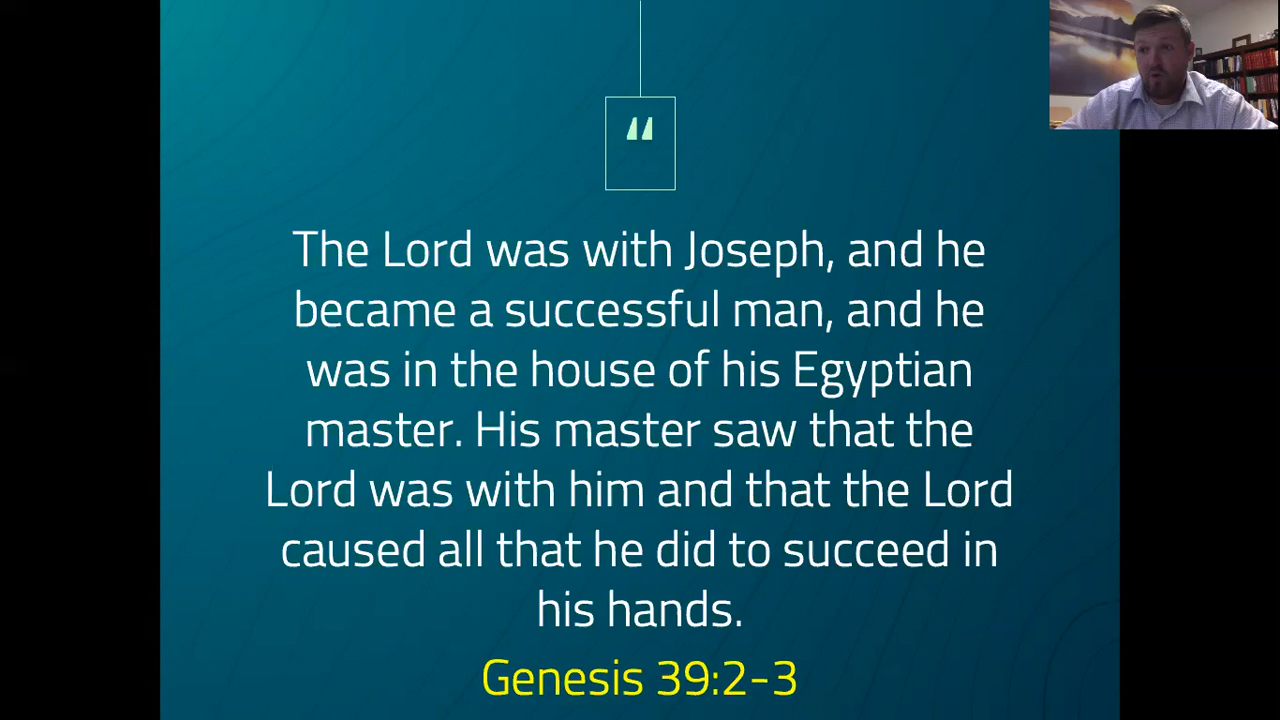 “
The Lord was with Joseph, and he
became a successful man, and he
was in the house of his Egyptian
master. His master saw that the
Lord was with him and that the Lord
caused all that he did to succeed in
his hands.
Genesis 39:2-3